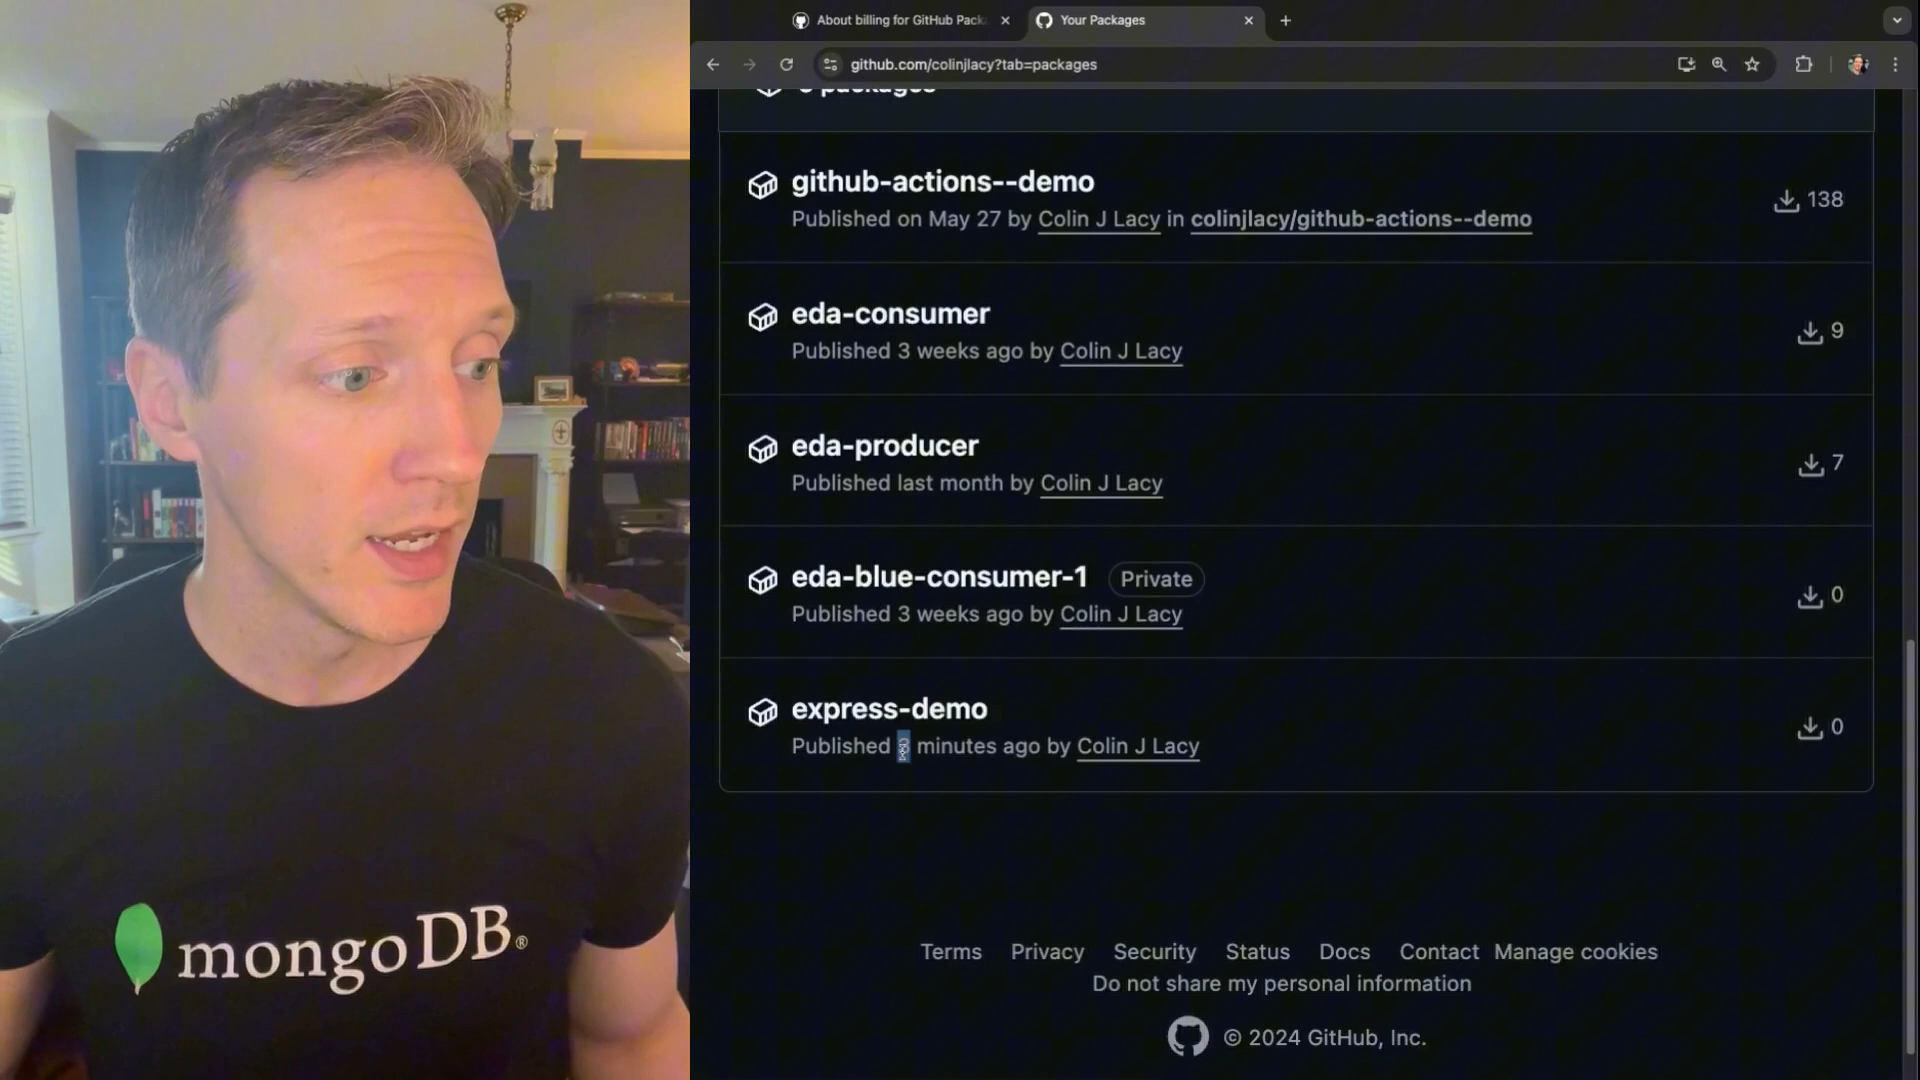 About billing for GitHub Pack
Your Packages
github.com/colinjlacy?tab=packages
packages
github-actions--demo
Published on May 27 by Colin J Lacy in colinjlacy/github-actions--demo
138
eda-consumer
Published 3 weeks ago by Colin J Lacy
9
eda-producer
Published last month by Colin J Lacy
7
eda-blue-consumer-1 Private
Published 3 weeks ago by Colin J Lacy
0
express-demo
Published minutes ago by Colin J Lacy
0
Terms Privacy Security Status Docs Contact Manage cookies
Do not share my personal information
© 2024 GitHub, Inc.
mongoDB®